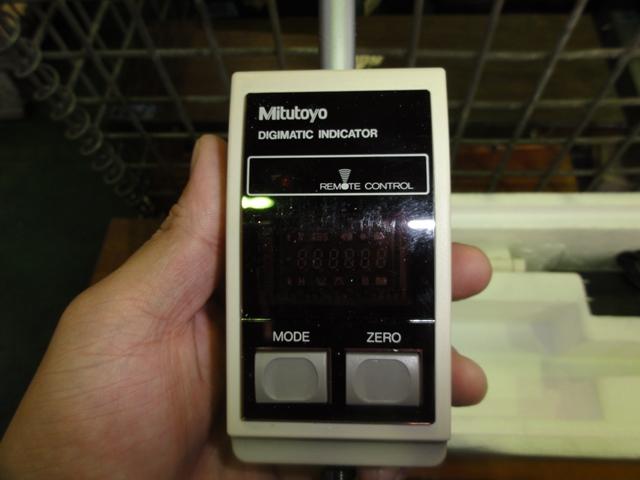 Mitutoyo
DIGIMATIC INDICATOR
REMOTE CONTROL
MODE ZERO